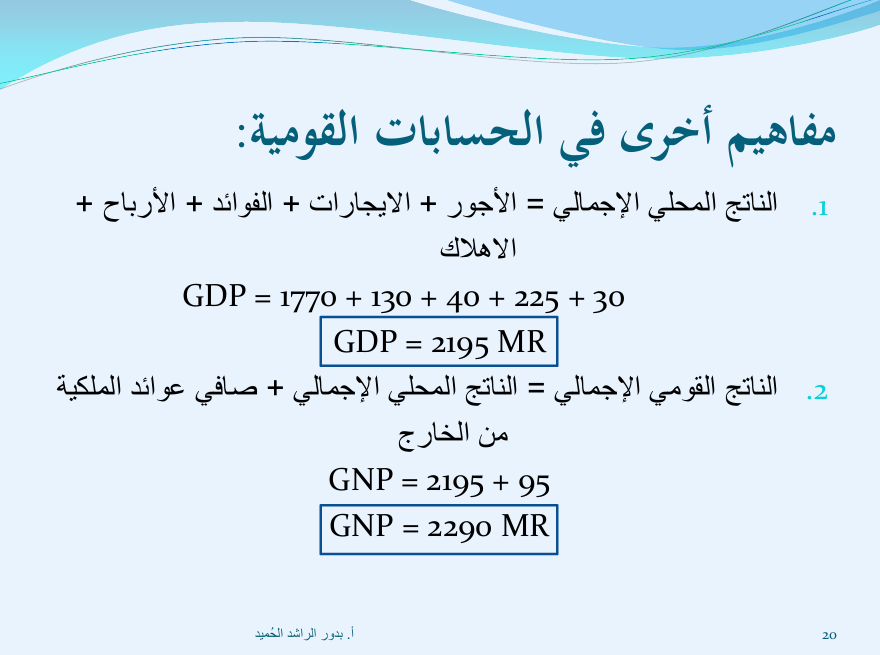 مفاهيم أخرى في الحسابات القومية:
1. الناتج المحلي الإجمالي = الأجور + الايجارات + الفوائد + الأرباح +
الاهلاك
GDP = 1770 + 130 + 40 + 225 + 30
GDP = 2195 MR
2. الناتج القومي الإجمالي = الناتج المحلي الإجمالي + صافي عوائد الملكية
من الخارج
GNP = 2195 + 95
GNP = 2290 MR
أ. بدور الراشد الحُميد
20